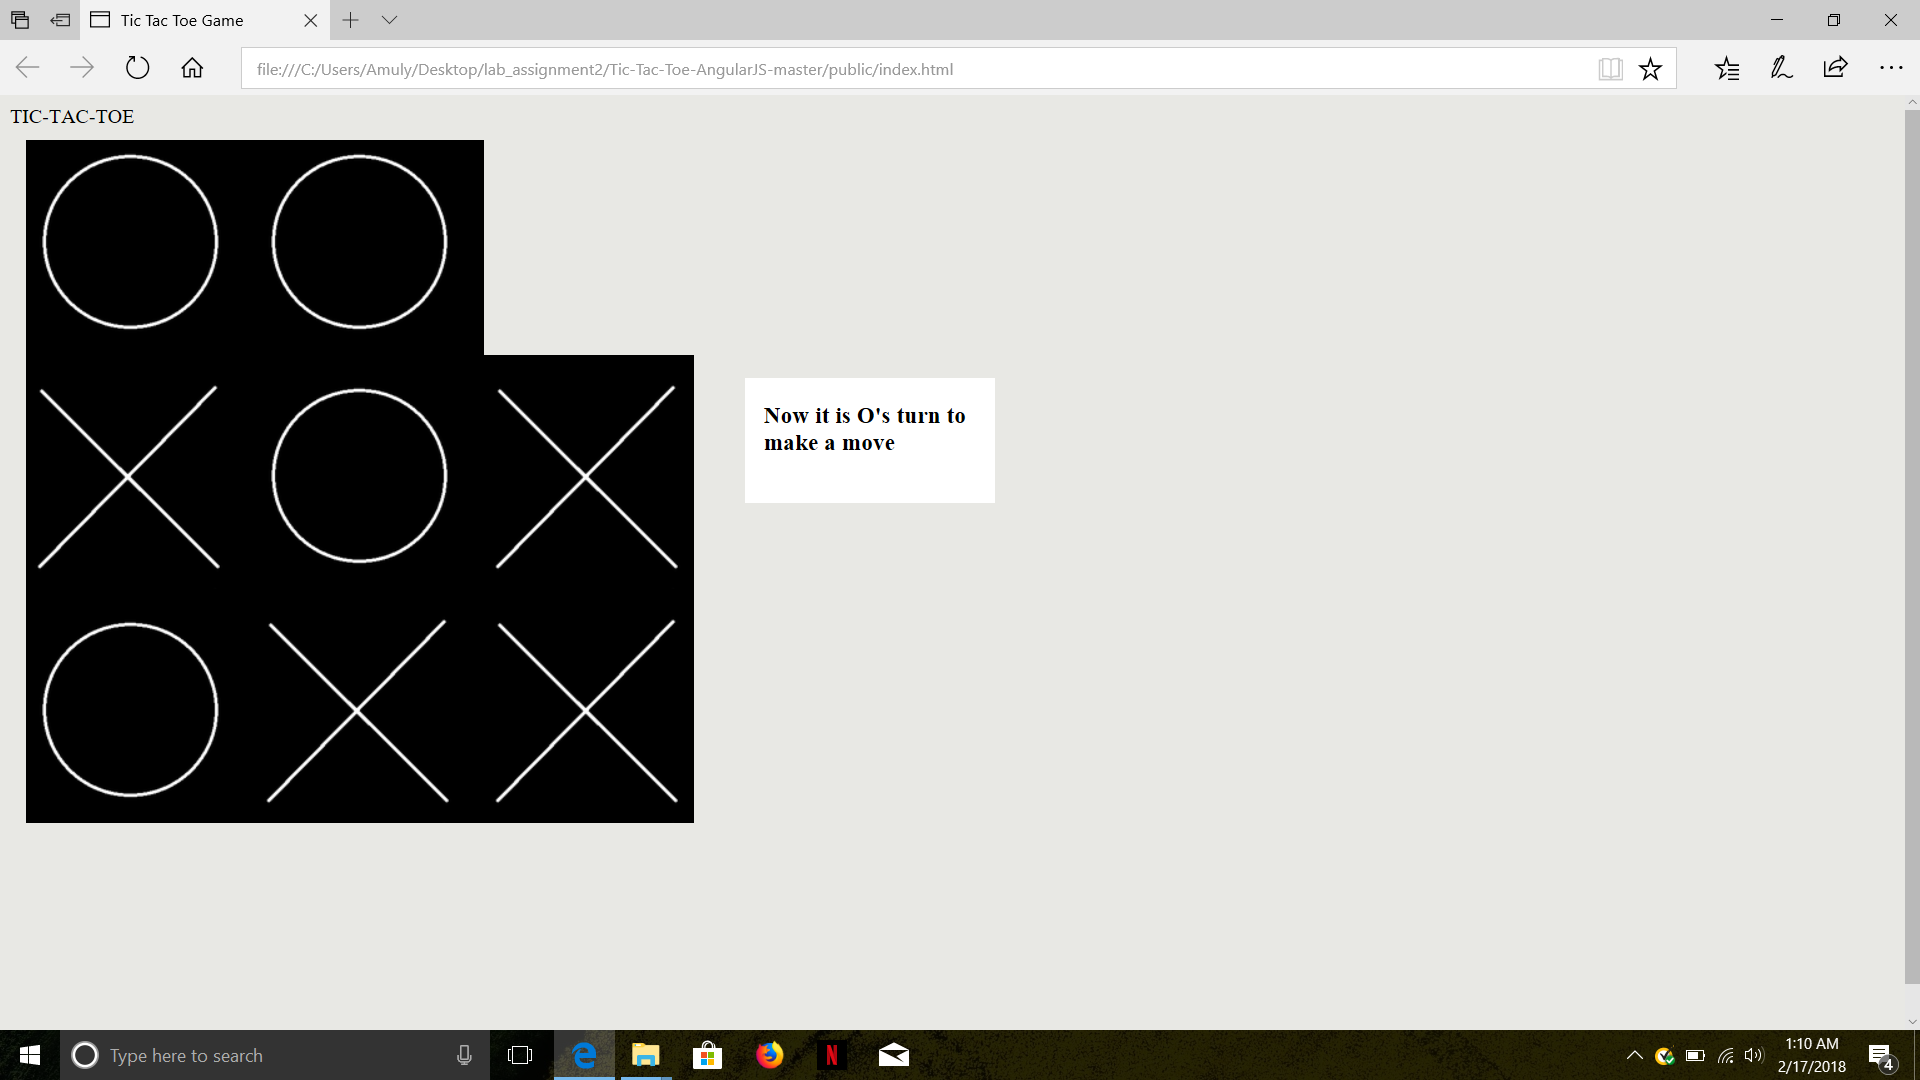 Tic Tac Toe Game
file:///C:/Users/Amuly/Desktop/lab_assignment2/Tic-Tac-Toe-AngularJS-master/public/index.html
TIC-TAC-TOE
Now it is O's turn to
make a move
Type here to search
N
1:10 AM
2/17/2018
4